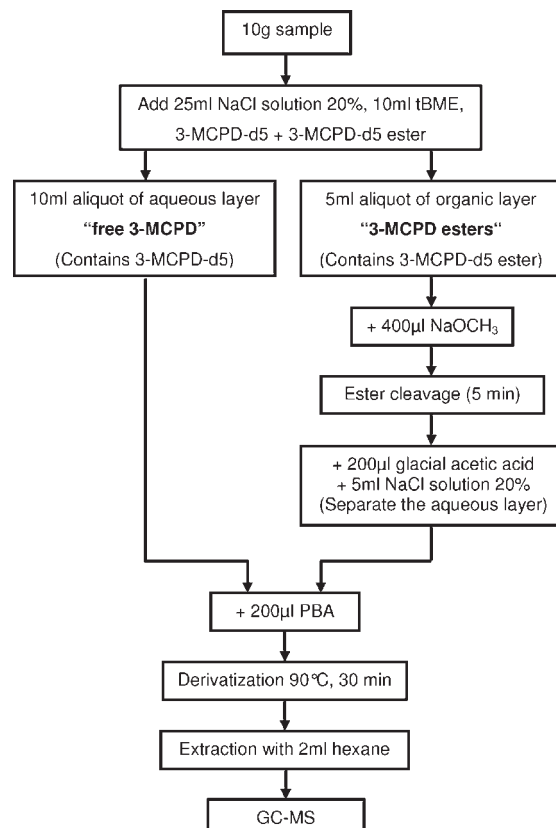 10g sample
Add 25ml NaCl solution 20%, 10ml tBME,
3-MCPD-d5 + 3-MCPD-d5 ester
10ml aliquot of aqueous layer
“free 3-MCPD”
(Contains 3-MCPD-d5)
5ml aliquot of organic layer
“3-MCPD esters“
(Contains 3-MCPD-d5 ester)
+ 400µl NaOCH₃
Ester cleavage (5 min)
+ 200µl glacial acetic acid
+ 5ml NaCl solution 20%
(Separate the aqueous layer)
+ 200µl PBA
Derivatization 90°C, 30 min
Extraction with 2ml hexane
GC-MS